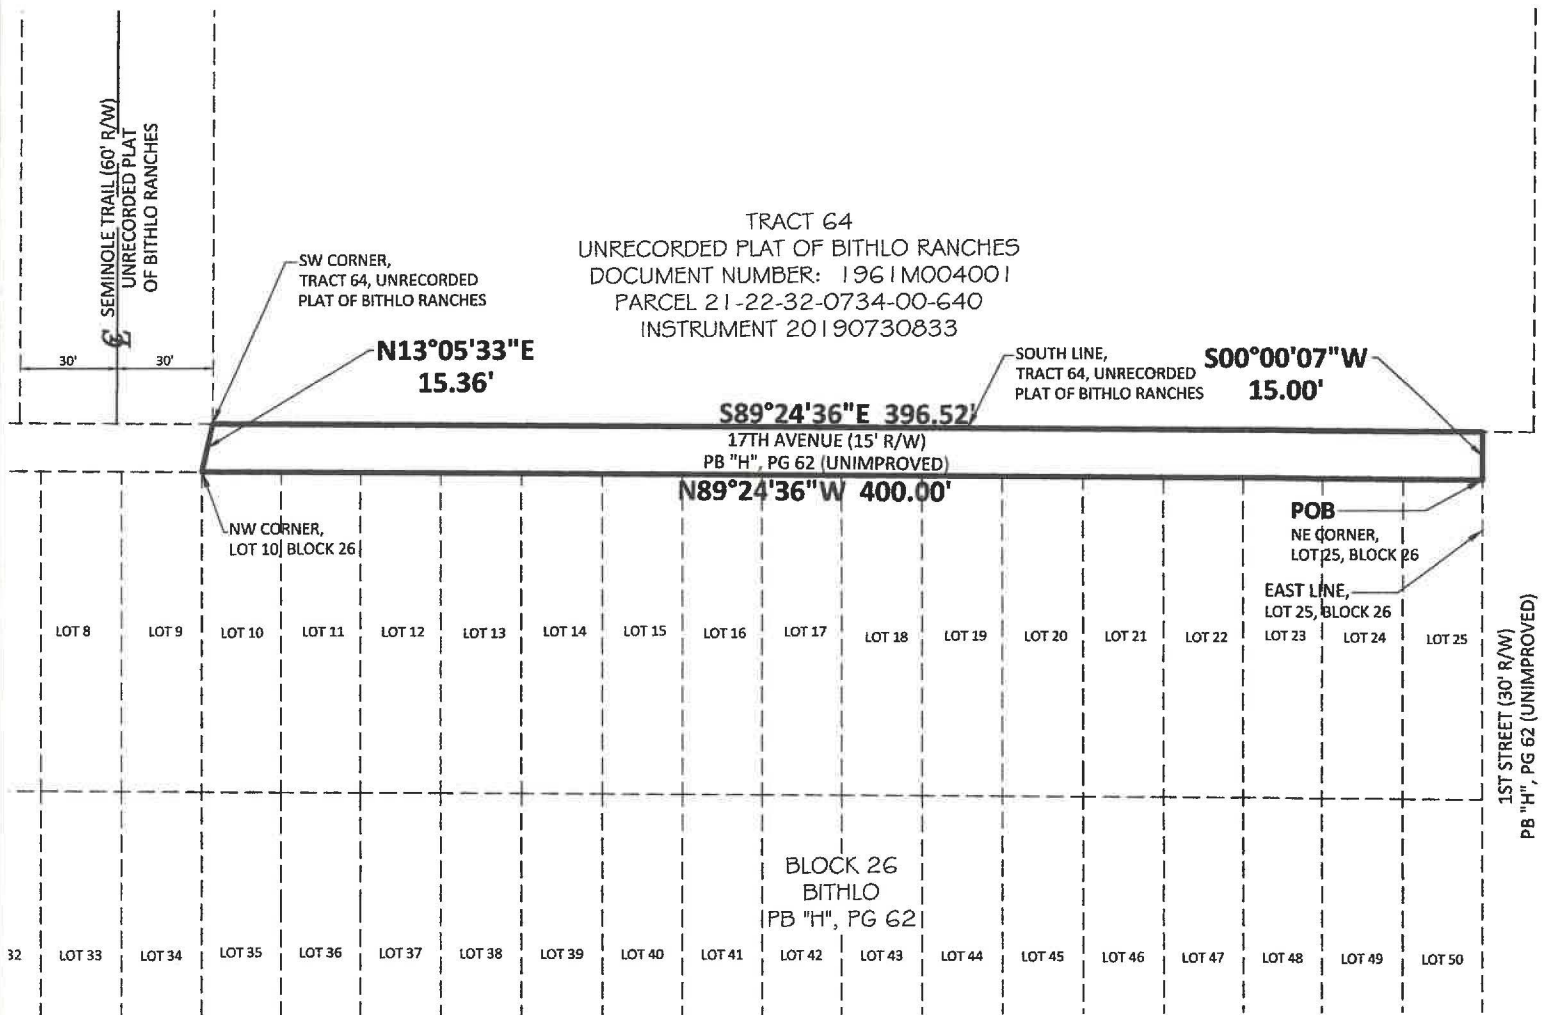 SEMINOLE TRAIL (60' R/W)
UNRECORDED PLAT
OF BITHLO RANCHES
30'
30'
SW CORNER,
TRACT 64, UNRECORDED
PLAT OF BITHLO RANCHES
N13°05'33"E
15.36'
TRACT 64
UNRECORDED PLAT OF BITHLO RANCHES
DOCUMENT NUMBER: 1961M004001
PARCEL 21-22-32-0734-00-640
INSTRUMENT 20190730833
SOUTH LINE,
TRACT 64, UNRECORDED
PLAT OF BITHLO RANCHES
S00°00'07"W
15.00'
S89°24'36"E 396.52'
17TH AVENUE (15' R/W)
PB "H", PG 62 (UNIMPROVED)
N89°24'36"W 400.00'
NW CORNER,
LOT 10, BLOCK 26
POB
NE CORNER,
LOT 25, BLOCK 26
EAST LINE,
LOT 25, BLOCK 26
LOT 8
LOT 9
LOT 10
LOT 11
LOT 12
LOT 13
LOT 14
LOT 15
LOT 16
LOT 17
LOT 18
LOT 19
LOT 20
LOT 21
LOT 22
LOT 23
LOT 24
LOT 25
1ST STREET (30' R/W)
PB "H", PG 62 (UNIMPROVED)
BLOCK 26
BITHLO
PB "H", PG 62
32
LOT 33
LOT 34
LOT 35
LOT 36
LOT 37
LOT 38
LOT 39
LOT 40
LOT 41
LOT 42
LOT 43
LOT 44
LOT 45
LOT 46
LOT 47
LOT 48
LOT 49
LOT 50